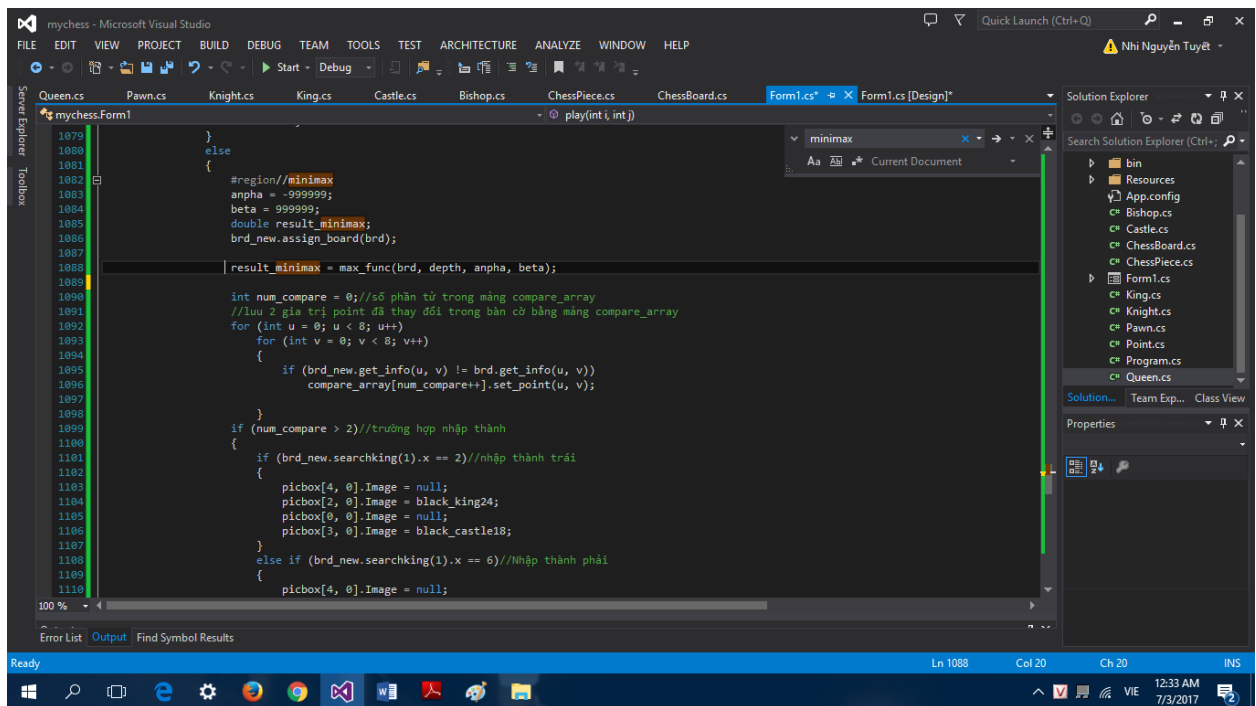 mychess - Microsoft Visual Studio
Quick Launch (Ctrl+Q)
FILE EDIT VIEW PROJECT BUILD DEBUG TEAM TOOLS TEST ARCHITECTURE ANALYZE WINDOW HELP
Nhi Nguyễn Tuyết
Start Debug
Server Explorer
Toolbox
Queen.cs Pawn.cs Knight.cs King.cs Castle.cs Bishop.cs ChessPiece.cs ChessBoard.cs Form1.cs* Form1.cs [Design]*
mychess.Form1 play(int i, int j)
minimax
Aa Abl .* Current Document
1079 }
1080 else
1081 {
1082 #region//minimax
1083 anpha = -999999;
1084 beta = 999999;
1085 double result_minimax;
1086 brd_new.assign_board(brd);
1087
1088 result_minimax = max_func(brd, depth, anpha, beta);
1089
1090 int num_compare = 0;//số phần tử trong mảng compare_array
1091 //luu 2 gia trị point đã thay đổi trong bàn cờ bằng mảng compare_array
1092 for (int u = 0; u < 8; u++)
1093 for (int v = 0; v < 8; v++)
1094 {
1095 if (brd_new.get_info(u, v) != brd.get_info(u, v))
1096 compare_array[num_compare++].set_point(u, v);
1097
1098 }
1099 if (num_compare > 2)//trường hợp nhập thành
1100 {
1101 if (brd_new.searchking(1).x == 2)//nhập thành trái
1102 {
1103 picbox[4, 0].Image = null;
1104 picbox[2, 0].Image = black_king24;
1105 picbox[0, 0].Image = null;
1106 picbox[3, 0].Image = black_castle18;
1107 }
1108 else if (brd_new.searchking(1).x == 6)//Nhập thành phải
1109 {
1110 picbox[4, 0].Image = null;
100 %
Error List Output Find Symbol Results
Solution Explorer
Search Solution Explorer (Ctrl+;
bin
Resources
App.config
Bishop.cs
Castle.cs
ChessBoard.cs
ChessPiece.cs
Form1.cs
King.cs
Knight.cs
Pawn.cs
Point.cs
Program.cs
Queen.cs
Solution... Team Exp... Class View
Properties
Ready Ln 1088 Col 20 Ch 20 INS
VIE
12:33 AM
7/3/2017
2